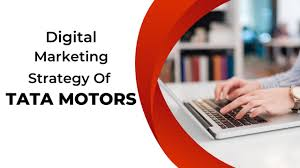 Digital
Marketing
Strategy Of
TATA MOTORS